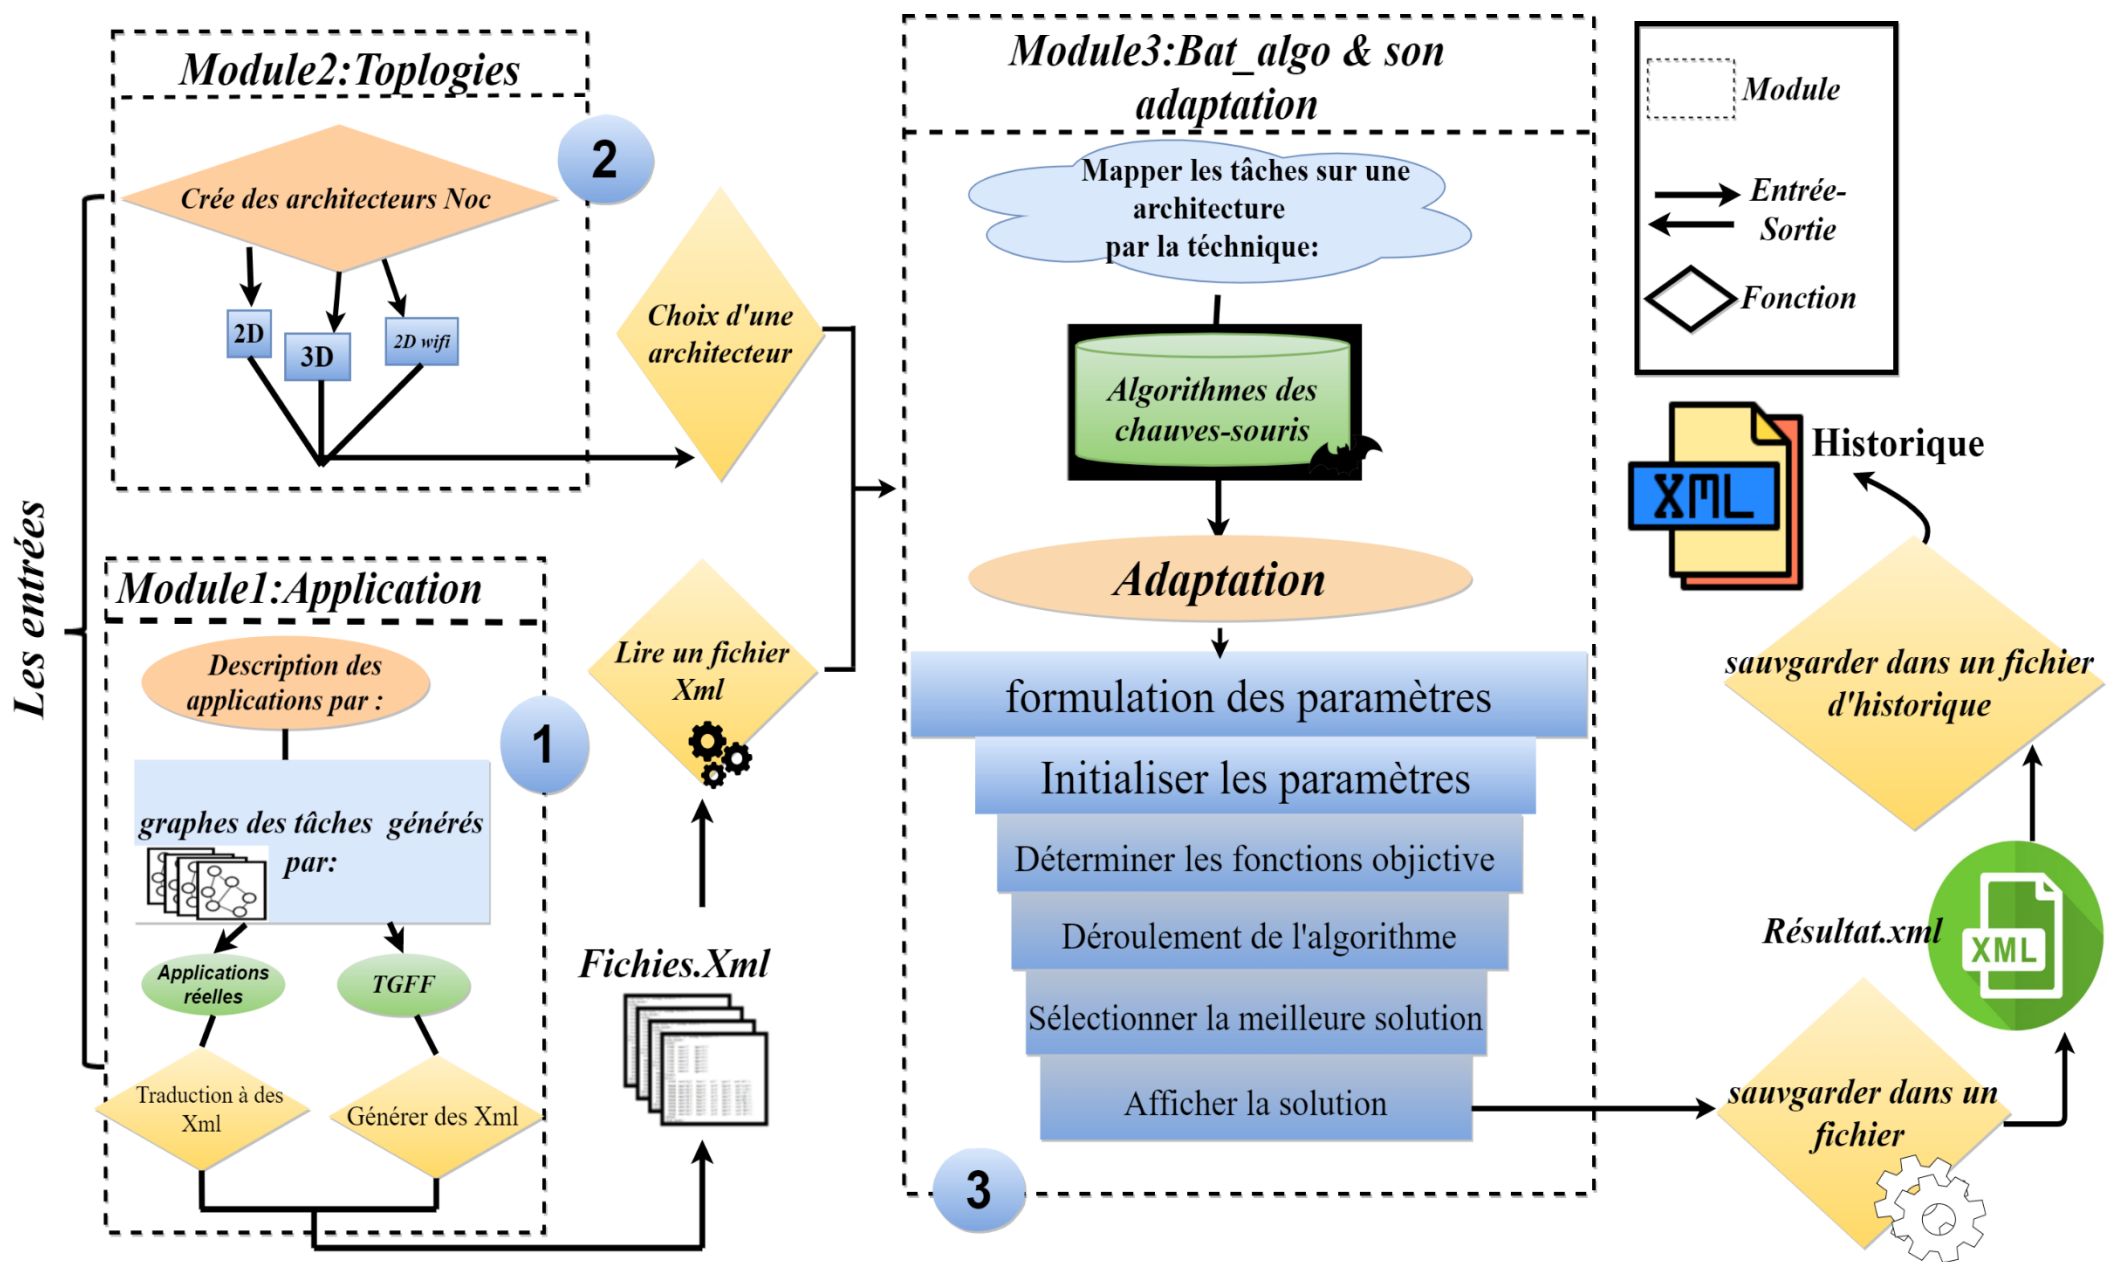 Module2:Toplogies
2
Crée des architecteurs Noc
2D
3D
2D wifi
Les entrées
Module1:Application
Description des
applications par :
1
graphes des tâches générés
par:
Applications
réelles
TGFF
Traduction à des
Xml
Générer des Xml
Choix d'une
architecteur
Lire un fichier
Xml
Fichies.Xml
Module3:Bat_algo & son
adaptation
Mapper les tâches sur une
architecture
par la téchnique:
Algorithmes des
chauves-souris
Adaptation
formulation des paramètres
Initialiser les paramètres
Déterminer les fonctions objictive
Déroulement de l'algorithme
Sélectionner la meilleure solution
Afficher la solution
3
Module
Entrée-
Sortie
Fonction
XML
Historique
sauvgarder dans un fichier
d'historique
Résultat.xml
XML
sauvgarder dans un
fichier